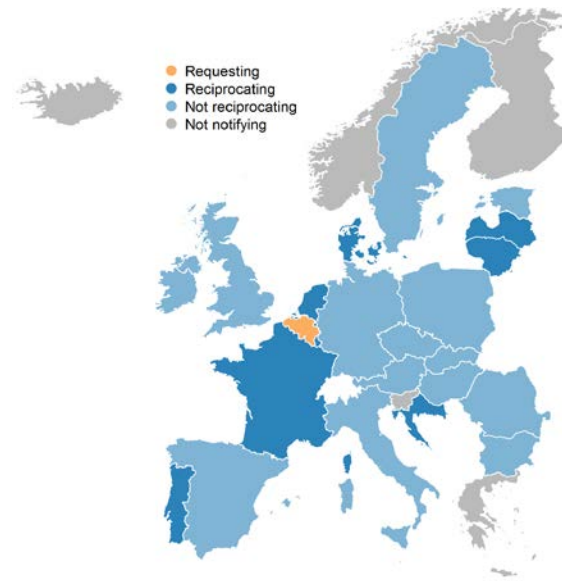 Requesting
Reciprocating
Not reciprocating
Not notifying